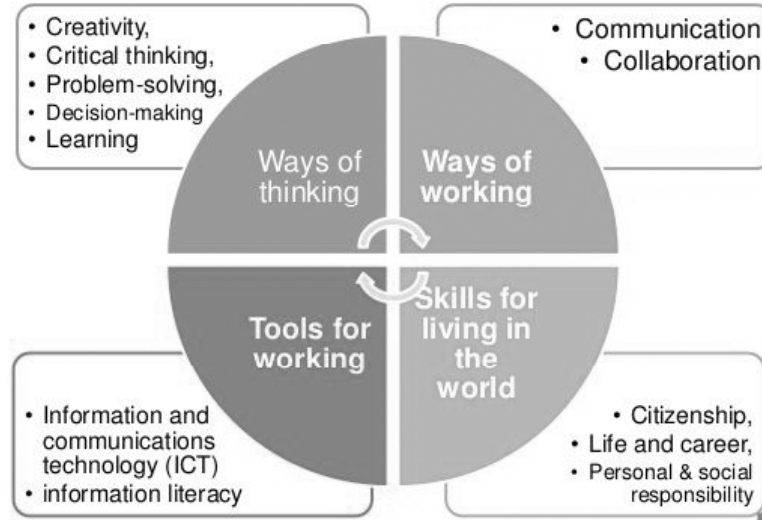 • Creativity,
• Critical thinking,
• Problem-solving,
• Decision-making
• Learning
• Communication
• Collaboration
Ways of
thinking
Ways of
working
Tools for
working
Skills for
living in
the
world
• Information and
communications
technology (ICT)
• information literacy
• Citizenship,
• Life and career,
• Personal & social
responsibility